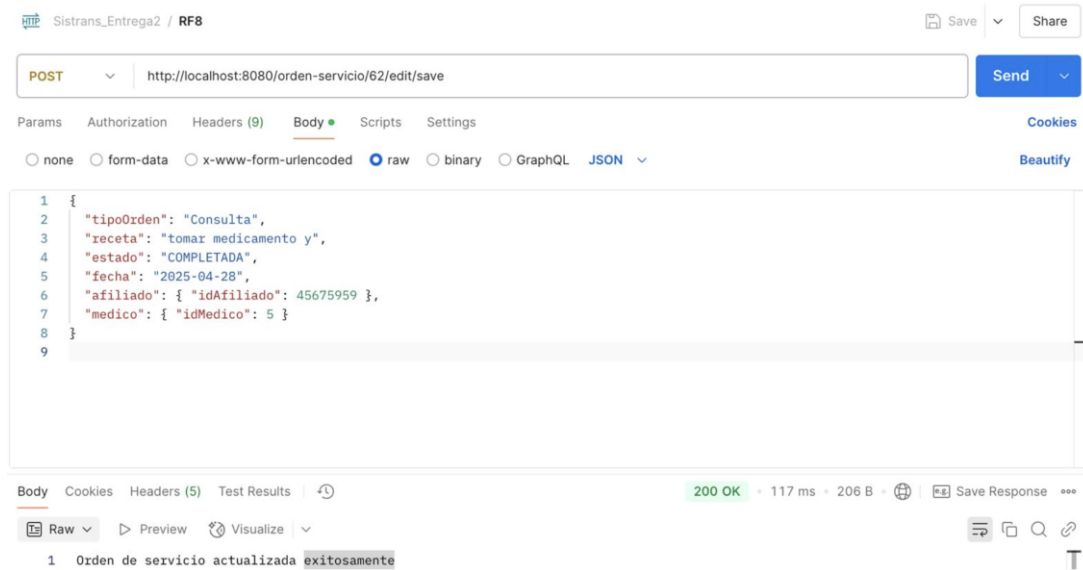 HTTP Sistrans_Entrega2 / RF8 Save Share
POST http://localhost:8080/orden-servicio/62/edit/save Send
Params Authorization Headers (9) Body Scripts Settings Cookies
none form-data x-www-form-urlencoded raw binary GraphQL JSON Beautify
1 {
2 "tipoOrden": "Consulta",
3 "receta": "tomar medicamento y",
4 "estado": "COMPLETADA",
5 "fecha": "2025-04-28",
6 "afiliado": { "idAfiliado": 45675959 },
7 "medico": { "idMedico": 5 }
8 }
9
Body Cookies Headers (5) Test Results 200 OK • 117 ms • 206 B • e.g. Save Response
Raw Preview Visualize
1 Orden de servicio actualizada exitosamente